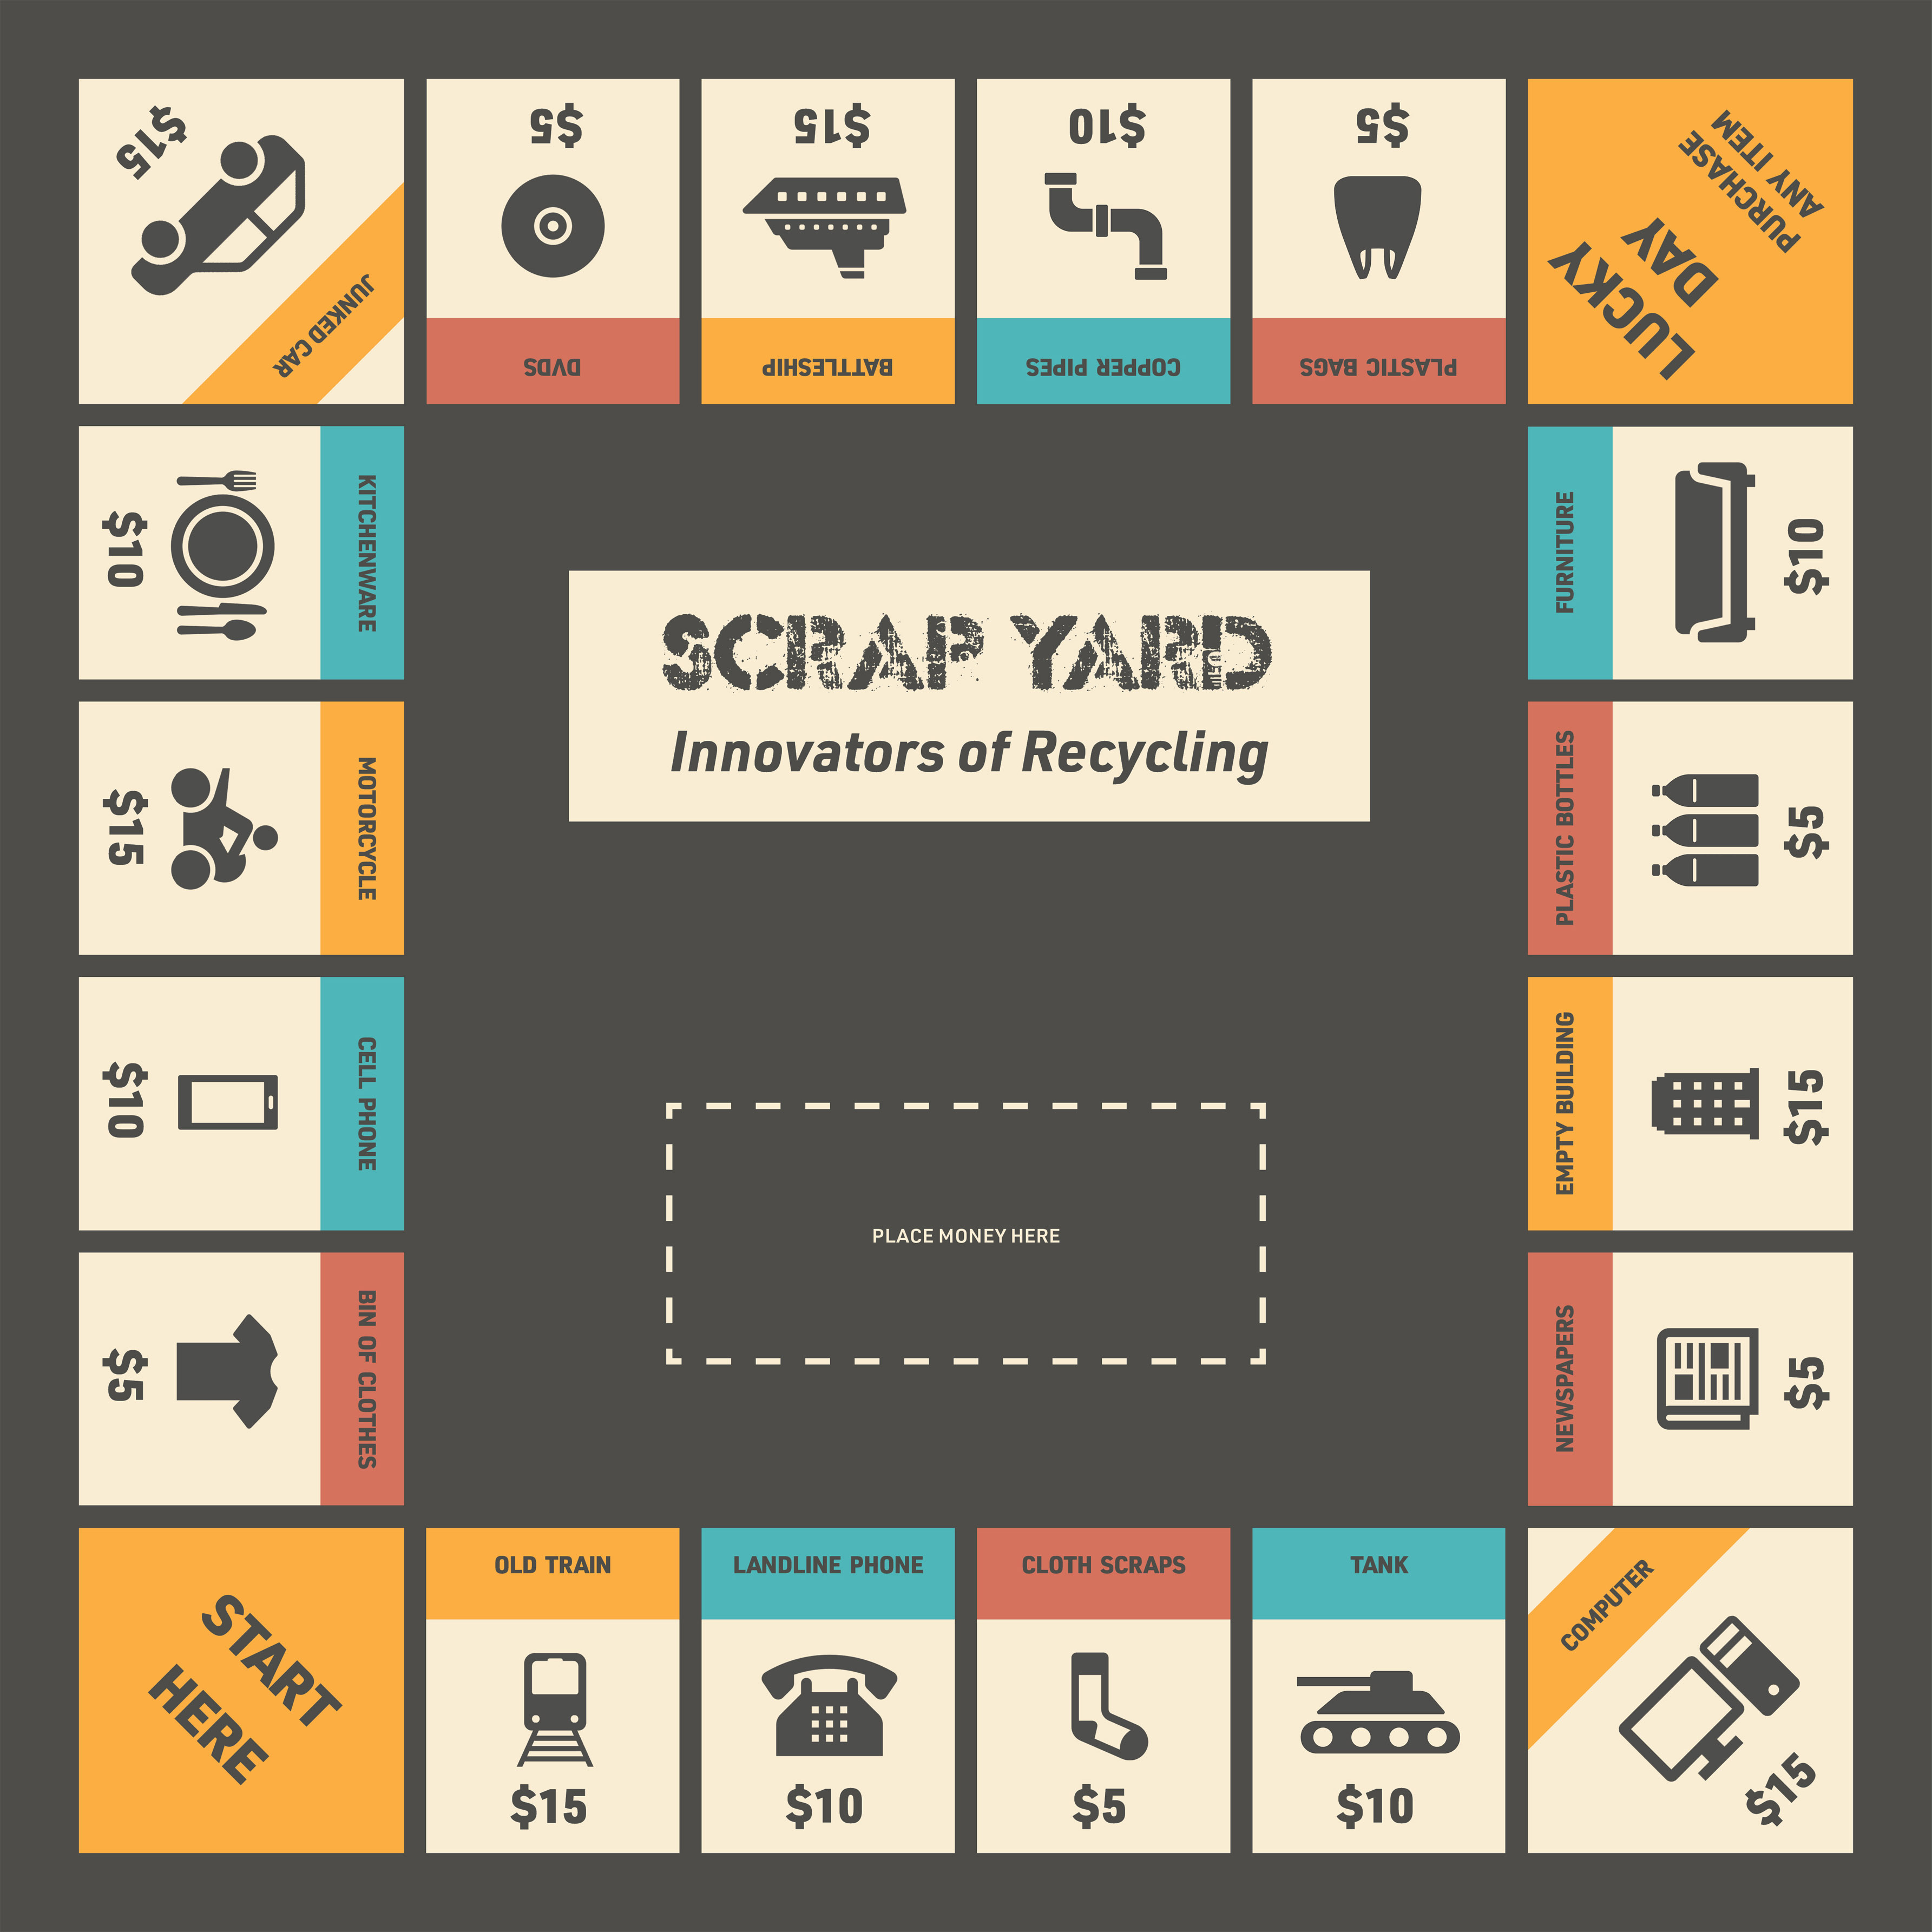 $15
JUNKED CAR
$5
DVDS
$15
BATTLESHIP
$10
COPPER PIPES
$5
PLASTIC BAGS
LUCKY
DAY
PURCHASE
ANY ITEM
KITCHENWARE
$10
FURNITURE
$10
SCRAP YARD
Innovators of Recycling
MOTORCYCLE
$15
PLASTIC BOTTLES
$5
CELL PHONE
$10
EMPTY BUILDING
$15
PLACE MONEY HERE
BIN OF CLOTHES
$5
NEWSPAPERS
$5
START
HERE
OLD TRAIN
$15
LANDLINE PHONE
$10
CLOTH SCRAPS
$5
TANK
$10
COMPUTER
$15